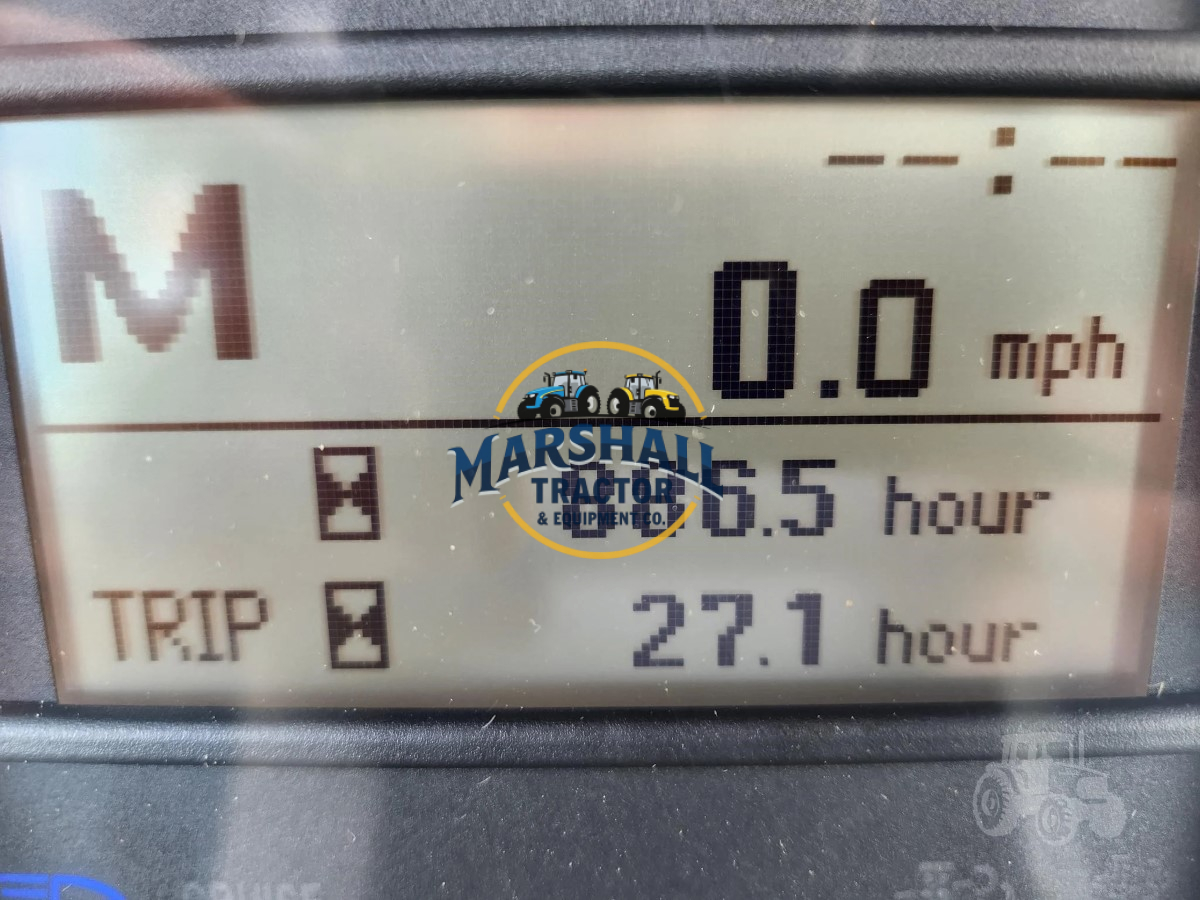 --:--
M
0.0 mph
6.5 hour
TRIP 27.1 hour
MARSHALL
TRACTOR
& EQUIPMENT CO.